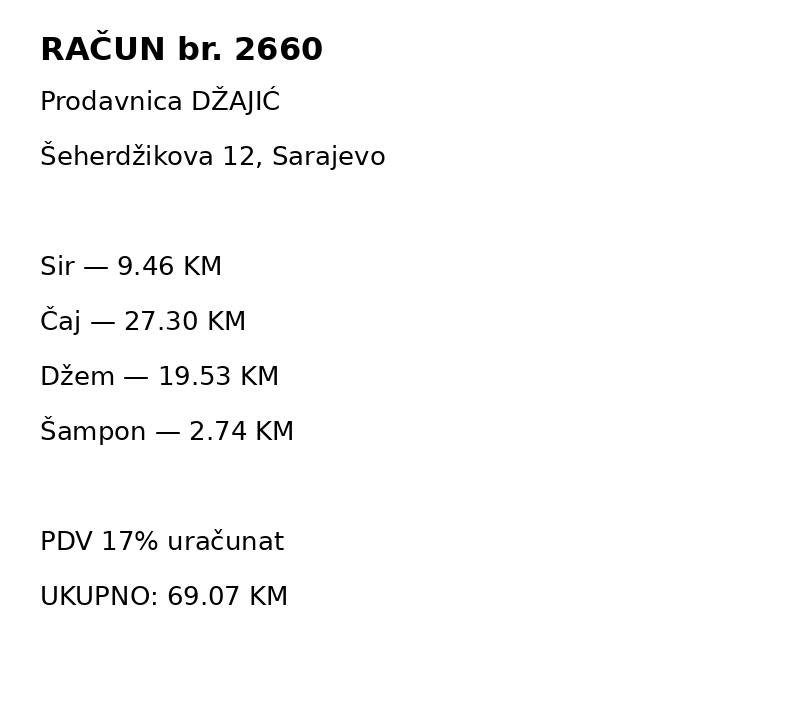 RAČUN br. 2660
Prodavnica DŽAJIĆ
Šeherdžikova 12, Sarajevo
Sir — 9.46 KM
Čaj — 27.30 KM
Džem — 19.53 KM
Šampon — 2.74 KM
PDV 17% uračunat
UKUPNO: 69.07 KM